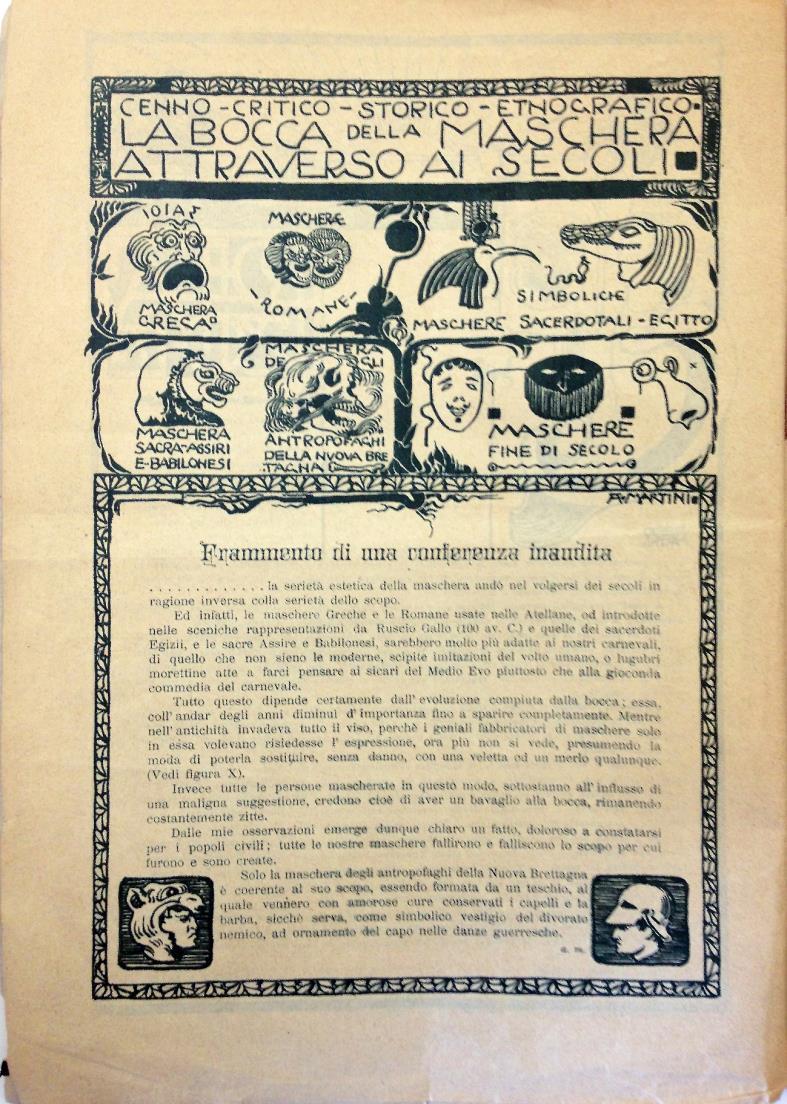 CENNO - CRITICO - STORICO - ETNOGRAFICO
LA BOCCA DELLA MASCHERA
ATTRAVERSO AI SECOLI
MASCHERA
GRECA
MASCHERÆ
- ROMANE -
SIMBOLICHE
MASCHERE SACERDOTALI - EGITTO
MASCHERA
SACRA-ASSIRI
E-BABILONESI
MASCHERA
ANTROPOFAGHI
DELLA NUOVA BRE
TAGNA
MASCHERE
FINE DI SECOLO
A. MARTINI
Frammento di una conferenza inaudita
. . . . . . . . . . . . . la serietà estetica della maschera andò nel volgersi dei secoli in
ragione inversa colla serietà dello scopo.
Ed infatti, le maschere Greche e le Romane usate nelle Atellane, od introdotte
nelle sceniche rappresentazioni da Ruscio Gallo (100 av. C.) e quelle dei sacerdoti
Egizii, e le sacre Assire e Babilonesi, sarebbero molto più adatte ai nostri carnevali,
di quello che non sieno le moderne, scipite imitazioni del volto umano, o lugubri
morettine atte a farci pensare ai sicari del Medio Evo piuttosto che alla gioconda
commedia del carnevale.
Tutto questo dipende certamente dall'evoluzione compiuta dalla bocca; essa,
coll'andar degli anni diminuì d'importanza fino a sparire completamente. Mentre
nell'antichità invadeva tutto il viso, perchè i geniali fabbricatori di maschere solo
in essa volevano risiedesse l'espressione, ora più non si vede, presumendo la
moda di poterla sostituire, senza danno, con una veletta od un merlo qualunque.
(Vedi figura X).
Invece tutte le persone mascherate in questo modo, sottostanno all'influsso di
una maligna suggestione, credono cioè di aver un bavaglio alla bocca, rimanendo
costantemente zitte.
Dalle mie osservazioni emerge dunque chiaro un fatto, doloroso a constatarsi
per i popoli civili; tutte le nostre maschere fallirono e falliscono lo scopo per cui
furono e sono create.
Solo la maschera degli antropofaghi della Nuova Brettagna
è coerente al suo scopo, essendo formata da un teschio, al
quale vennero con amorose cure conservati i capelli e la
barba, sicchè serva, come simbolico vestigio del divorato
nemico, ad ornamento del capo nelle danze guerresche.
a. m.